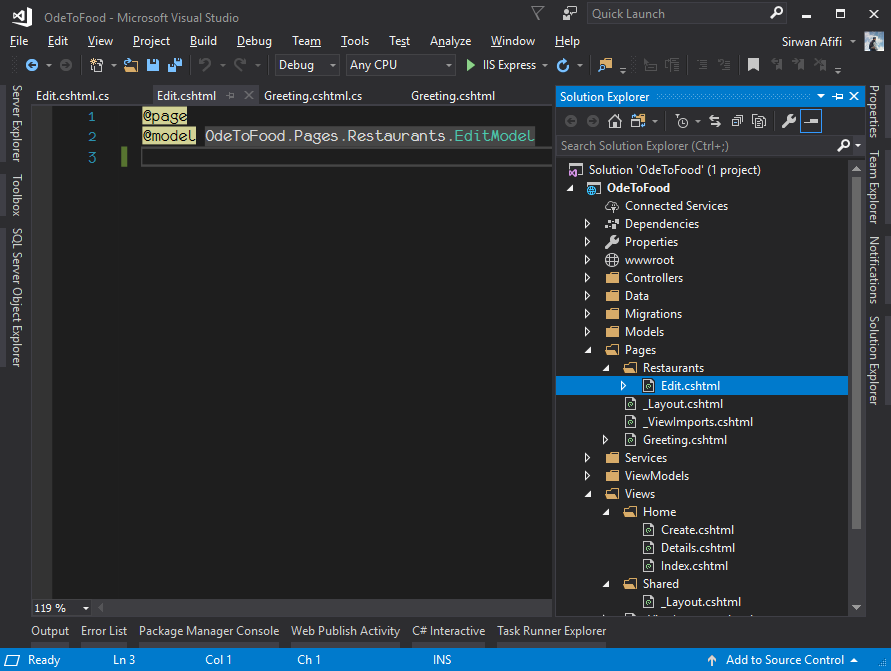 OdeToFood - Microsoft Visual Studio
Quick Launch
File Edit View Project Build Debug Team Tools Test Analyze Window Help
Sirwan Afifi
Debug Any CPU IIS Express
Server Explorer
Toolbox
SQL Server Object Explorer
Edit.cshtml.cs Edit.cshtml Greeting.cshtml.cs Greeting.cshtml
1 @page
2 @model OdeToFood.Pages.Restaurants.EditModel
3
119 %
Solution Explorer
Search Solution Explorer (Ctrl+;)
Solution 'OdeToFood' (1 project)
OdeToFood
Connected Services
Dependencies
Properties
wwwroot
Controllers
Data
Migrations
Models
Pages
Restaurants
Edit.cshtml
_Layout.cshtml
_ViewImports.cshtml
Greeting.cshtml
Services
ViewModels
Views
Home
Create.cshtml
Details.cshtml
Index.cshtml
Shared
_Layout.cshtml
Properties
Team Explorer
Notifications
Solution Explorer
Output Error List Package Manager Console Web Publish Activity C# Interactive Task Runner Explorer
Ready Ln 3 Col 1 Ch 1 INS Add to Source Control